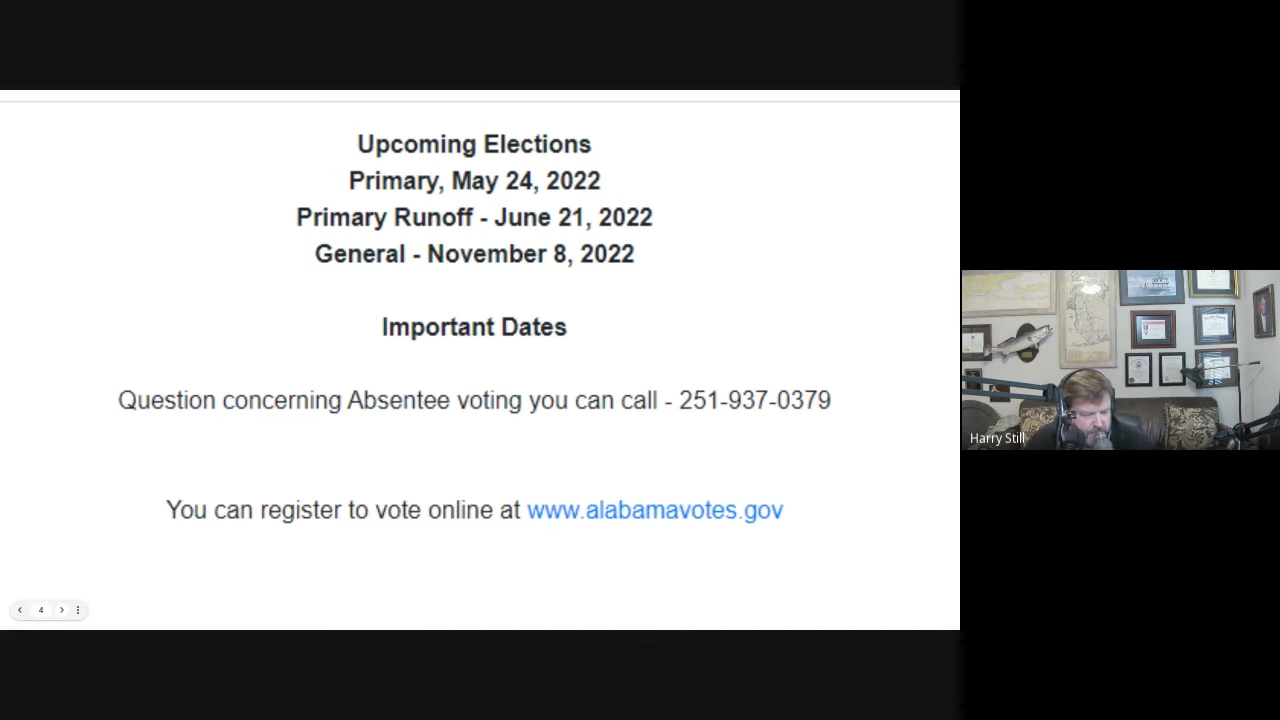 Upcoming Elections
Primary, May 24, 2022
Primary Runoff - June 21, 2022
General - November 8, 2022
Important Dates
Question concerning Absentee voting you can call - 251-937-0379
You can register to vote online at www.alabamavotes.gov
4
Harry Still